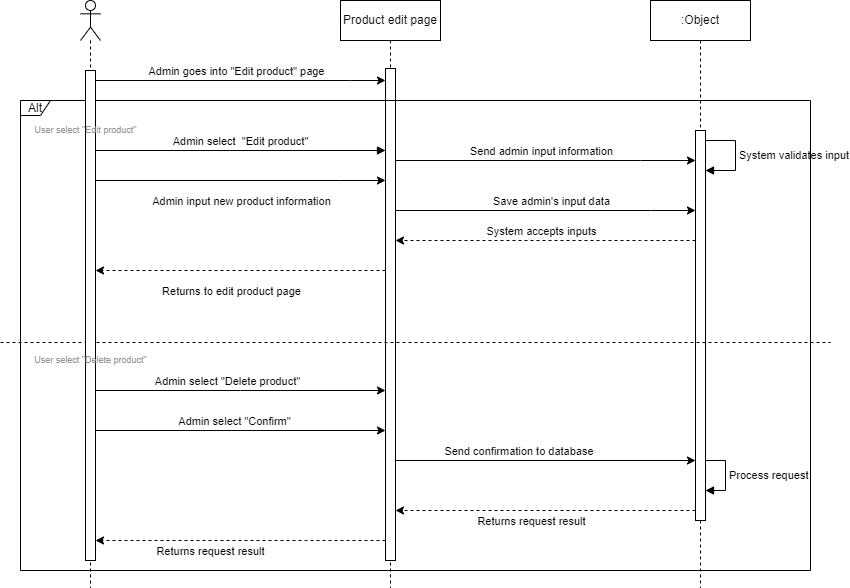 Product edit page
:Object
Admin goes into "Edit product" page
Alt
User select "Edit product"
Admin select  "Edit product"
Send admin input information
System validates input
Admin input new product information
Save admin's input data
System accepts inputs
Returns to edit product page
User select "Delete product"
Admin select "Delete product"
Admin select "Confirm"
Send confirmation to database
Process request
Returns request result
Returns request result